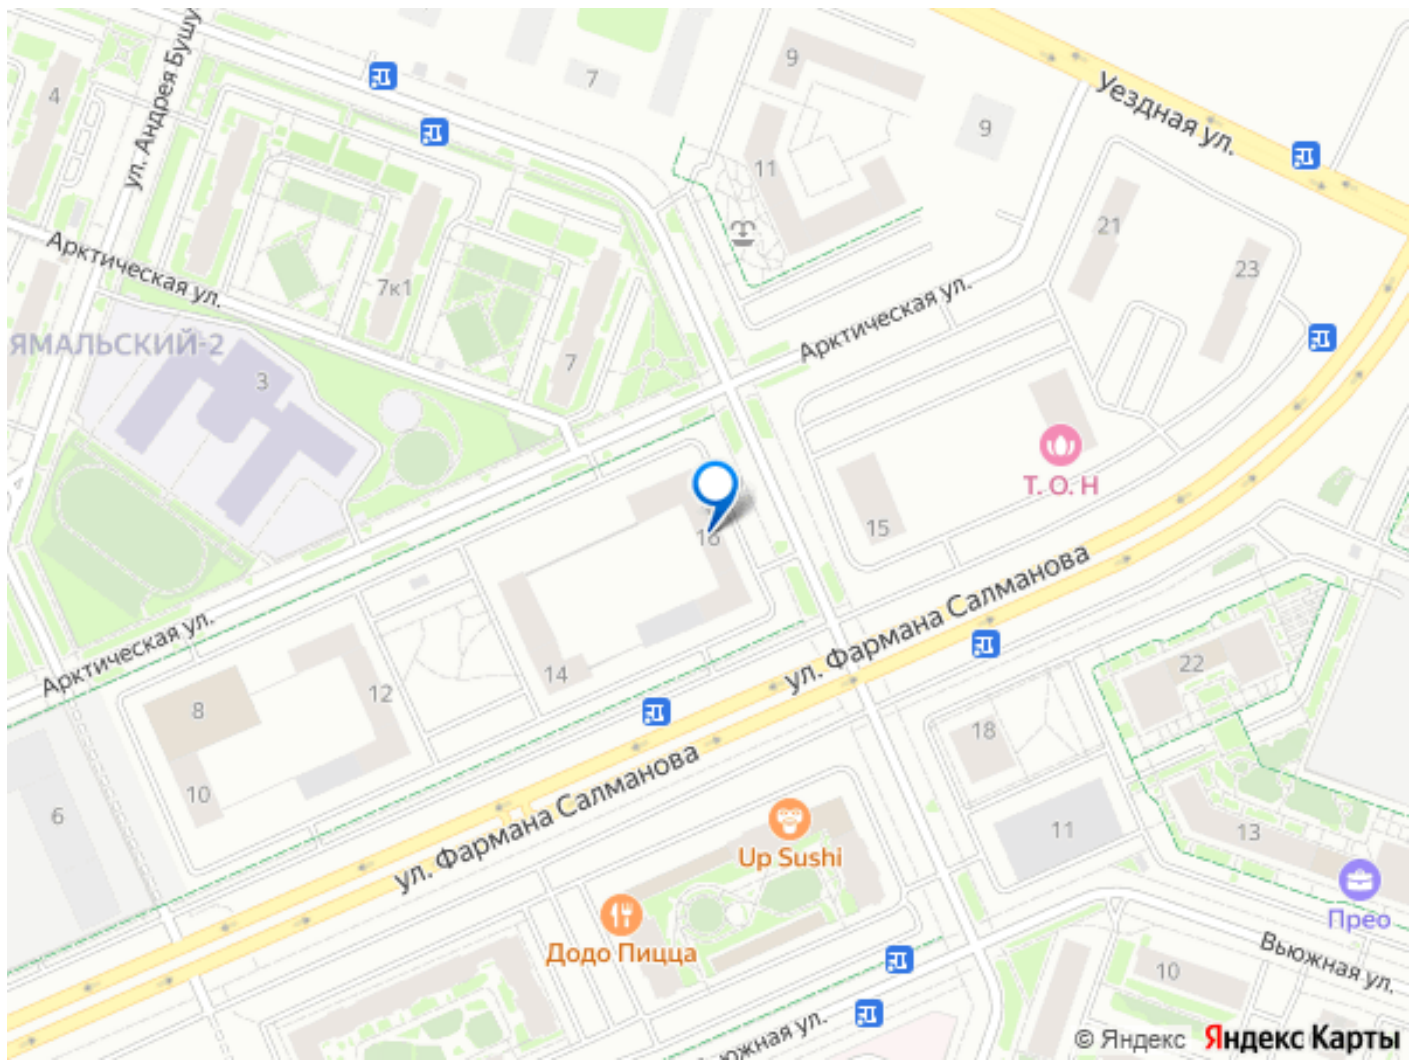 ул. Андрея Бушу
4
7
9
9
Уездная ул.
11
Арктическая ул.
7к1
21
23
ЯМАЛЬСКИЙ-2
3
7
Арктическая ул.
Т. О. Н
15
16
ул. Фармана Салманова
Арктическая ул.
14
12
8
22
18
10
6
ул. Фармана Салманова
Up Sushi
11
13
Додо Пицца
Прео
Вьюжная ул.
10
Вьюжная ул.
© Яндекс Яндекс Карты